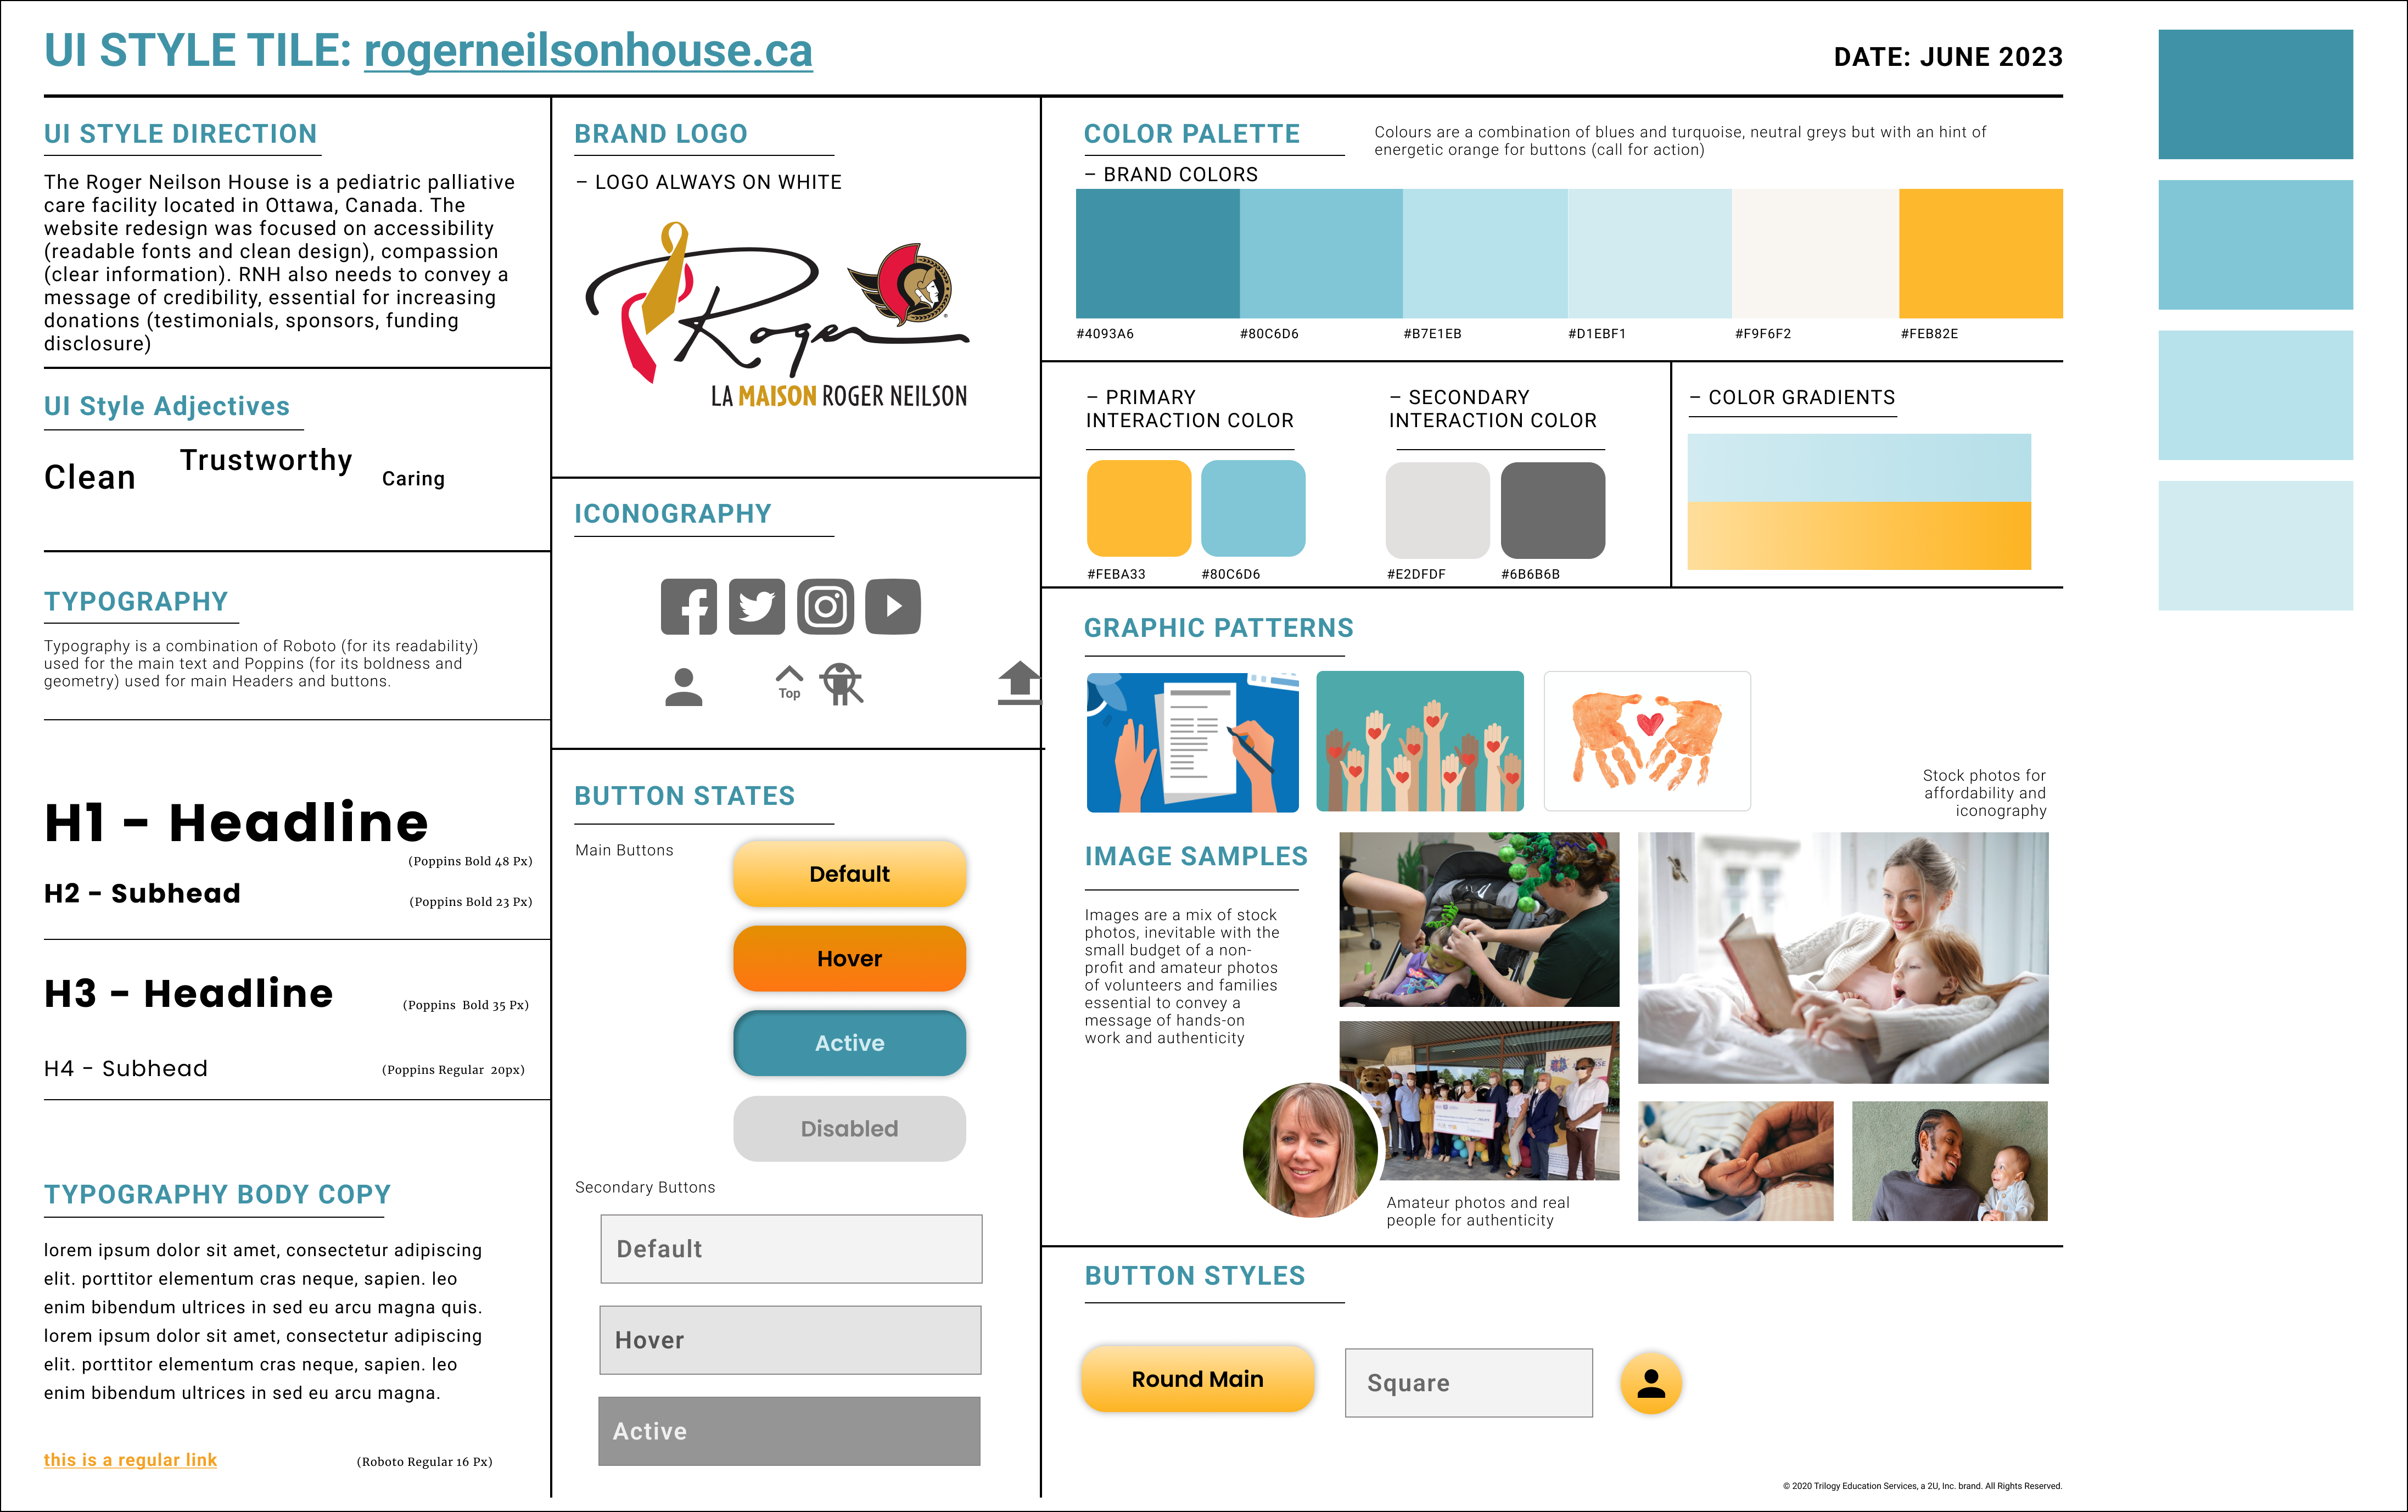 UI STYLE TILE: rogerneilsonhouse.ca
DATE: JUNE 2023
UI STYLE DIRECTION
The Roger Neilson House is a pediatric palliative
care facility located in Ottawa, Canada. The
website redesign was focused on accessibility
(readable fonts and clean design), compassion
(clear information). RNH also needs to convey a
message of credibility, essential for increasing
donations (testimonials, sponsors, funding
disclosure)
UI Style Adjectives
Clean
Trustworthy
Caring
TYPOGRAPHY
Typography is a combination of Roboto (for its readability)
used for the main text and Poppins (for its boldness and
geometry) used for main Headers and buttons.
H1 - Headline
(Poppins Bold 48 Px)
H2 - Subhead
(Poppins Bold 23 Px)
H3 - Headline
(Poppins Bold 35 Px)
H4 - Subhead
(Poppins Regular 20px)
TYPOGRAPHY BODY COPY
lorem ipsum dolor sit amet, consectetur adipiscing
elit. porttitor elementum cras neque, sapien. leo
enim bibendum ultrices in sed eu arcu magna quis.
lorem ipsum dolor sit amet, consectetur adipiscing
elit. porttitor elementum cras neque, sapien. leo
enim bibendum ultrices in sed eu arcu magna.
this is a regular link
(Roboto Regular 16 Px)
BRAND LOGO
– LOGO ALWAYS ON WHITE
Roger
LA MAISON ROGER NEILSON
ICONOGRAPHY
Top
BUTTON STATES
Main Buttons
Default
Hover
Active
Disabled
Secondary Buttons
Default
Hover
Active
COLOR PALETTE
Colours are a combination of blues and turquoise, neutral greys but with an hint of
energetic orange for buttons (call for action)
– BRAND COLORS
#4093A6
#80C6D6
#B7E1EB
#D1EBF1
#F9F6F2
#FEB82E
– PRIMARY
INTERACTION COLOR
#FEBA33
#80C6D6
– SECONDARY
INTERACTION COLOR
#E2DFDF
#6B6B6B
– COLOR GRADIENTS
GRAPHIC PATTERNS
Stock photos for
affordability and
iconography
IMAGE SAMPLES
Images are a mix of stock
photos, inevitable with the
small budget of a non-
profit and amateur photos
of volunteers and families
essential to convey a
message of hands-on
work and authenticity
Amateur photos and real
people for authenticity
BUTTON STYLES
Round Main
Square
© 2020 Trilogy Education Services, a 2U, Inc. brand. All Rights Reserved.